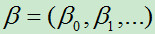 β = (β₀, β₁,...)